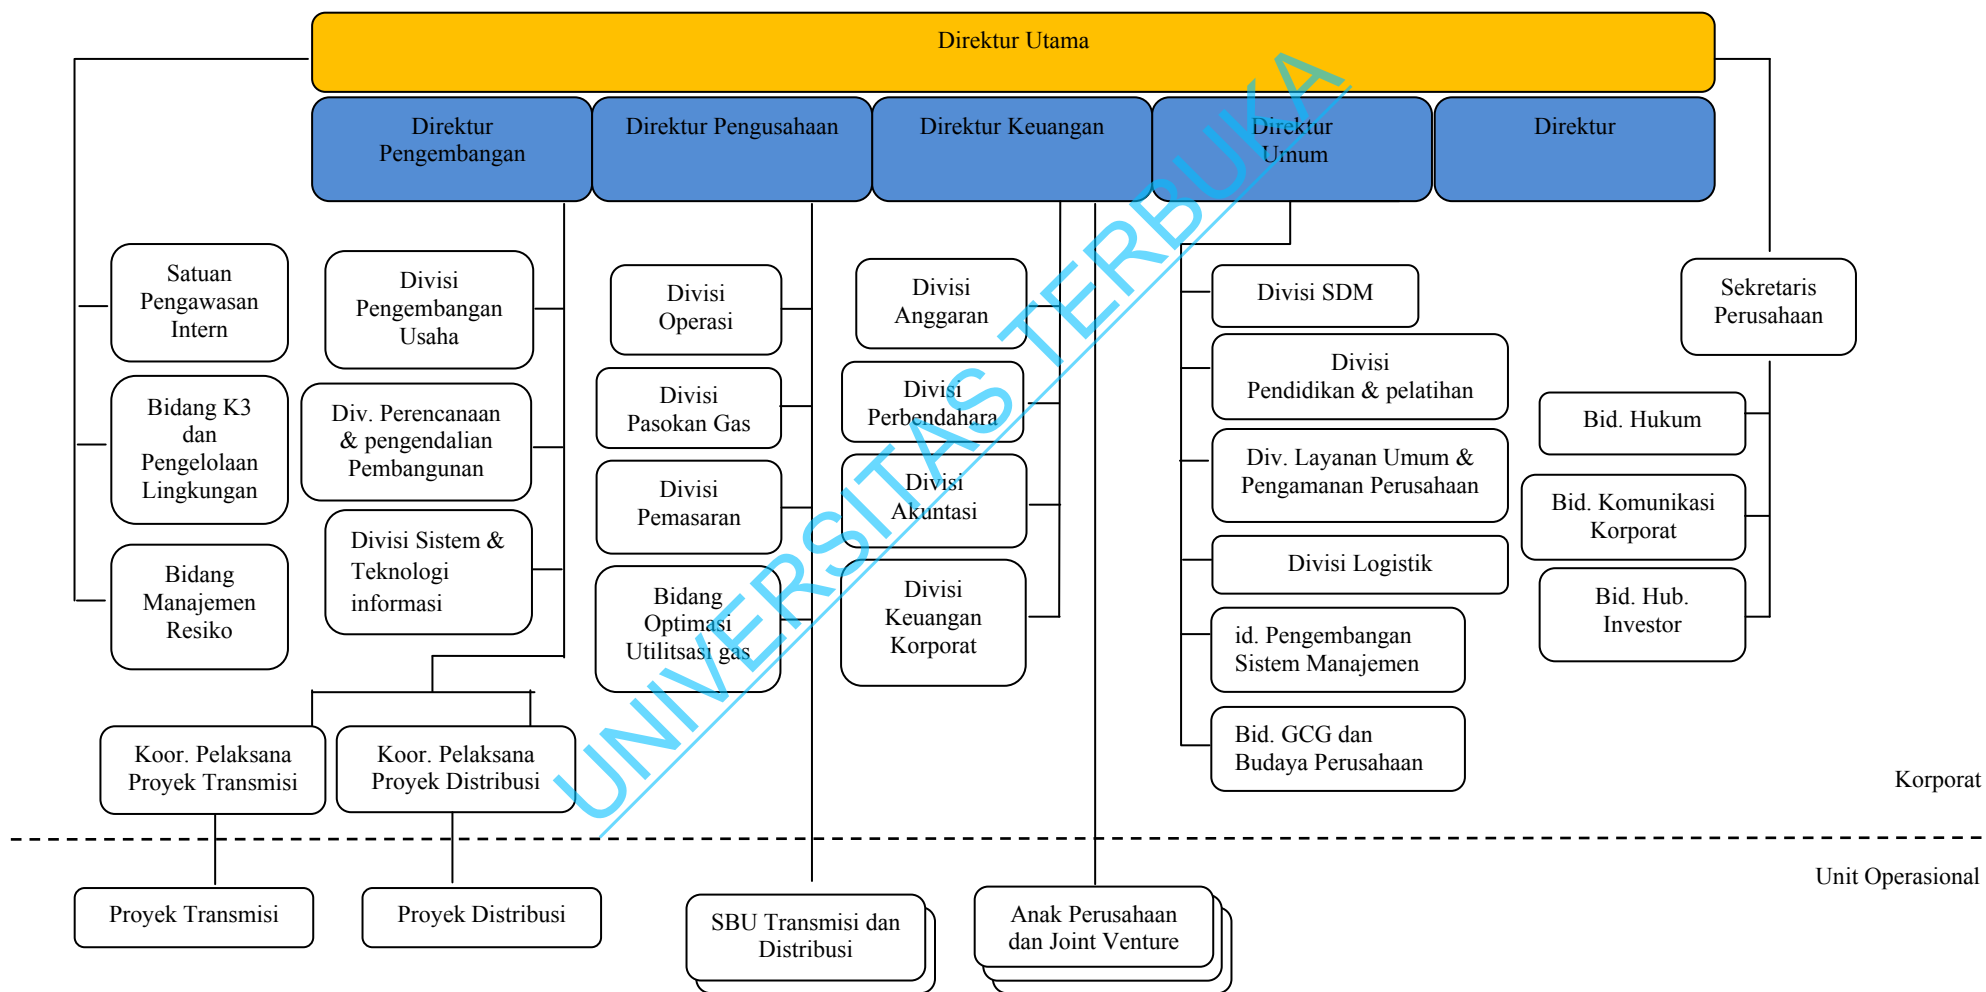 Direktur Utama
Direktur
Pengembangan
Direktur Pengusahaan
Direktur Keuangan
Direktur
Umum
Direktur
Satuan
Pengawasan
Intern
Bidang K3
dan
Pengelolaan
Lingkungan
Bidang
Manajemen
Resiko
Divisi
Pengembangan
Usaha
Div. Perencanaan
& pengendalian
Pembangunan
Divisi Sistem &
Teknologi
informasi
Koor. Pelaksana
Proyek Transmisi
Koor. Pelaksana
Proyek Distribusi
Divisi
Operasi
Divisi
Pasokan Gas
Divisi
Pemasaran
Bidang
Optimasi
Utilitsasi gas
Divisi
Anggaran
Divisi
Perbendahara
Divisi
Akuntasi
Divisi
Keuangan
Korporat
Divisi SDM
Divisi
Pendidikan & pelatihan
Div. Layanan Umum &
Pengamanan Perusahaan
Divisi Logistik
id. Pengembangan
Sistem Manajemen
Bid. GCG dan
Budaya Perusahaan
Sekretaris
Perusahaan
Bid. Hukum
Bid. Komunikasi
Korporat
Bid. Hub.
Investor
Korporat
Unit Operasional
Proyek Transmisi
Proyek Distribusi
SBU Transmisi dan
Distribusi
Anak Perusahaan
dan Joint Venture
UNIVERSITAS TERBUKA